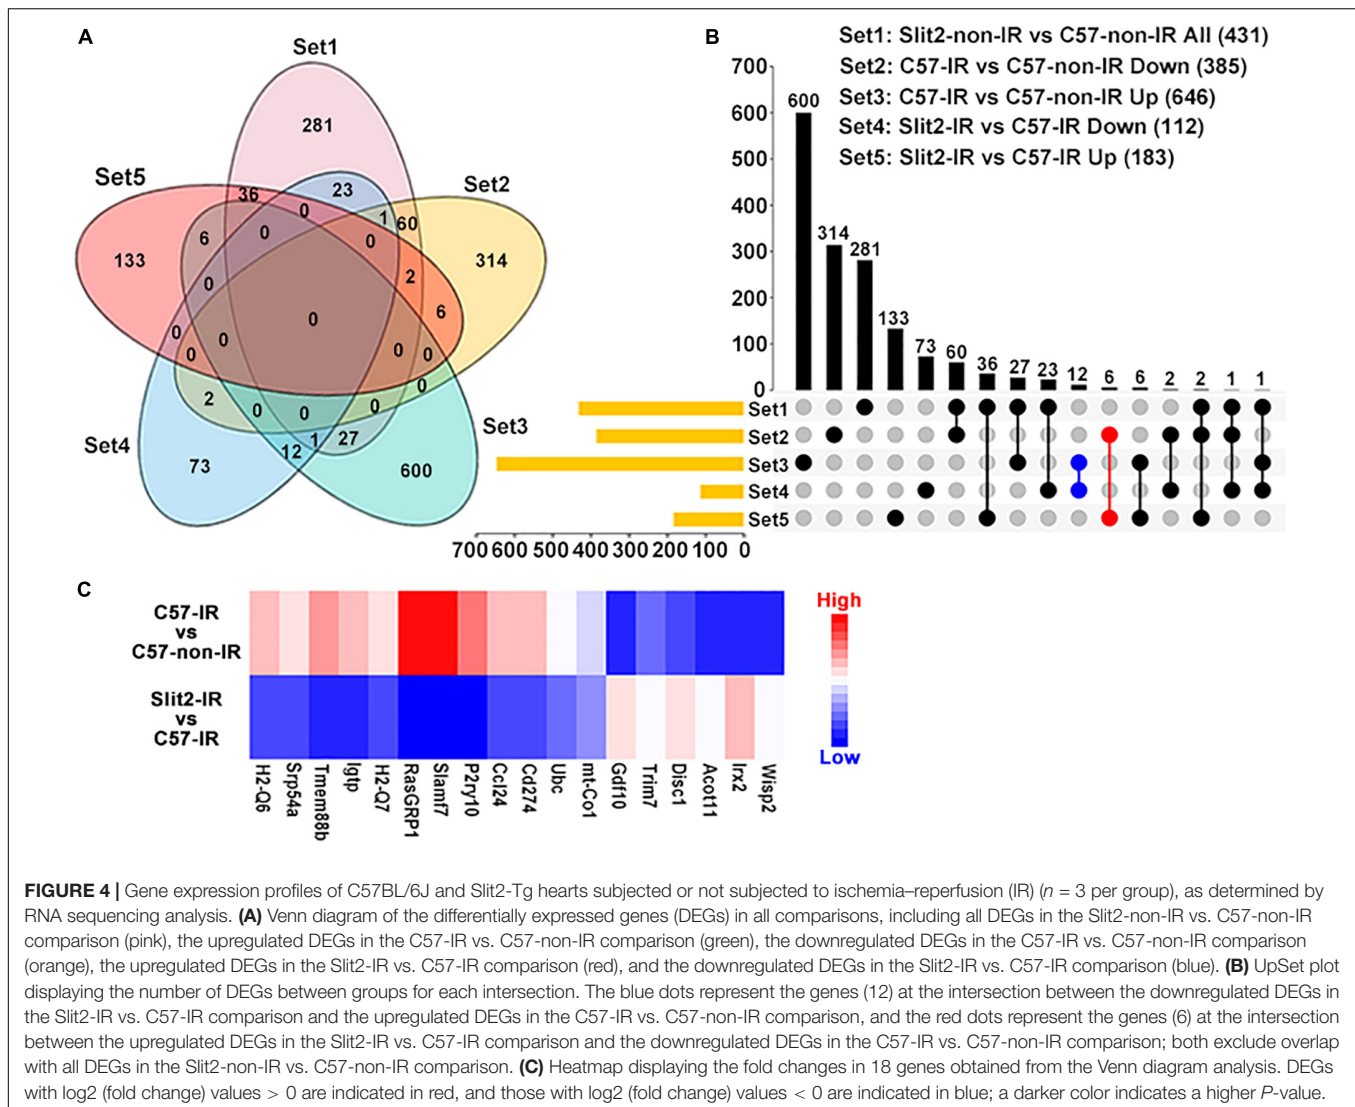 A
Set1
281
Set5
36
23
Set2
0
1
60
6
0
0
133
314
0
2
6
0
0
0
0
0
0
0
2
0
0
0
0
Set4
12
1
27
Set3
73
600
B
Set1: Slit2-non-IR vs C57-non-IR All (431)
Set2: C57-IR vs C57-non-IR Down (385)
Set3: C57-IR vs C57-non-IR Up (646)
Set4: Slit2-IR vs C57-IR Down (112)
Set5: Slit2-IR vs C57-IR Up (183)
700
600
500
400
300
200
100
0
600 314 281 133 73 60 36 27 23 12 6 6 2 2 1 1
Set1
Set2
Set3
Set4
Set5
700 600 500 400 300 200 100 0
C
C57-IR
vs
C57-non-IR
Slit2-IR
vs
C57-IR
H2-Q6
Srp54a
Tmem88b
Igtp
H2-Q7
RasGRP1
Slamf7
P2ry10
Ccl24
Cd274
Ubc
mt-Co1
Gdf10
Trim7
Disc1
Acot11
Irx2
Wisp2
High
Low
FIGURE 4 | Gene expression profiles of C57BL/6J and Slit2-Tg hearts subjected or not subjected to ischemia–reperfusion (IR) (n = 3 per group), as determined by
RNA sequencing analysis. (A) Venn diagram of the differentially expressed genes (DEGs) in all comparisons, including all DEGs in the Slit2-non-IR vs. C57-non-IR
comparison (pink), the upregulated DEGs in the C57-IR vs. C57-non-IR comparison (green), the downregulated DEGs in the C57-IR vs. C57-non-IR comparison
(orange), the upregulated DEGs in the Slit2-IR vs. C57-IR comparison (red), and the downregulated DEGs in the Slit2-IR vs. C57-IR comparison (blue). (B) UpSet plot
displaying the number of DEGs between groups for each intersection. The blue dots represent the genes (12) at the intersection between the downregulated DEGs in
the Slit2-IR vs. C57-IR comparison and the upregulated DEGs in the C57-IR vs. C57-non-IR comparison, and the red dots represent the genes (6) at the intersection
between the upregulated DEGs in the Slit2-IR vs. C57-IR comparison and the downregulated DEGs in the C57-IR vs. C57-non-IR comparison; both exclude overlap
with all DEGs in the Slit2-non-IR vs. C57-non-IR comparison. (C) Heatmap displaying the fold changes in 18 genes obtained from the Venn diagram analysis. DEGs
with log2 (fold change) values > 0 are indicated in red, and those with log2 (fold change) values < 0 are indicated in blue; a darker color indicates a higher P-value.